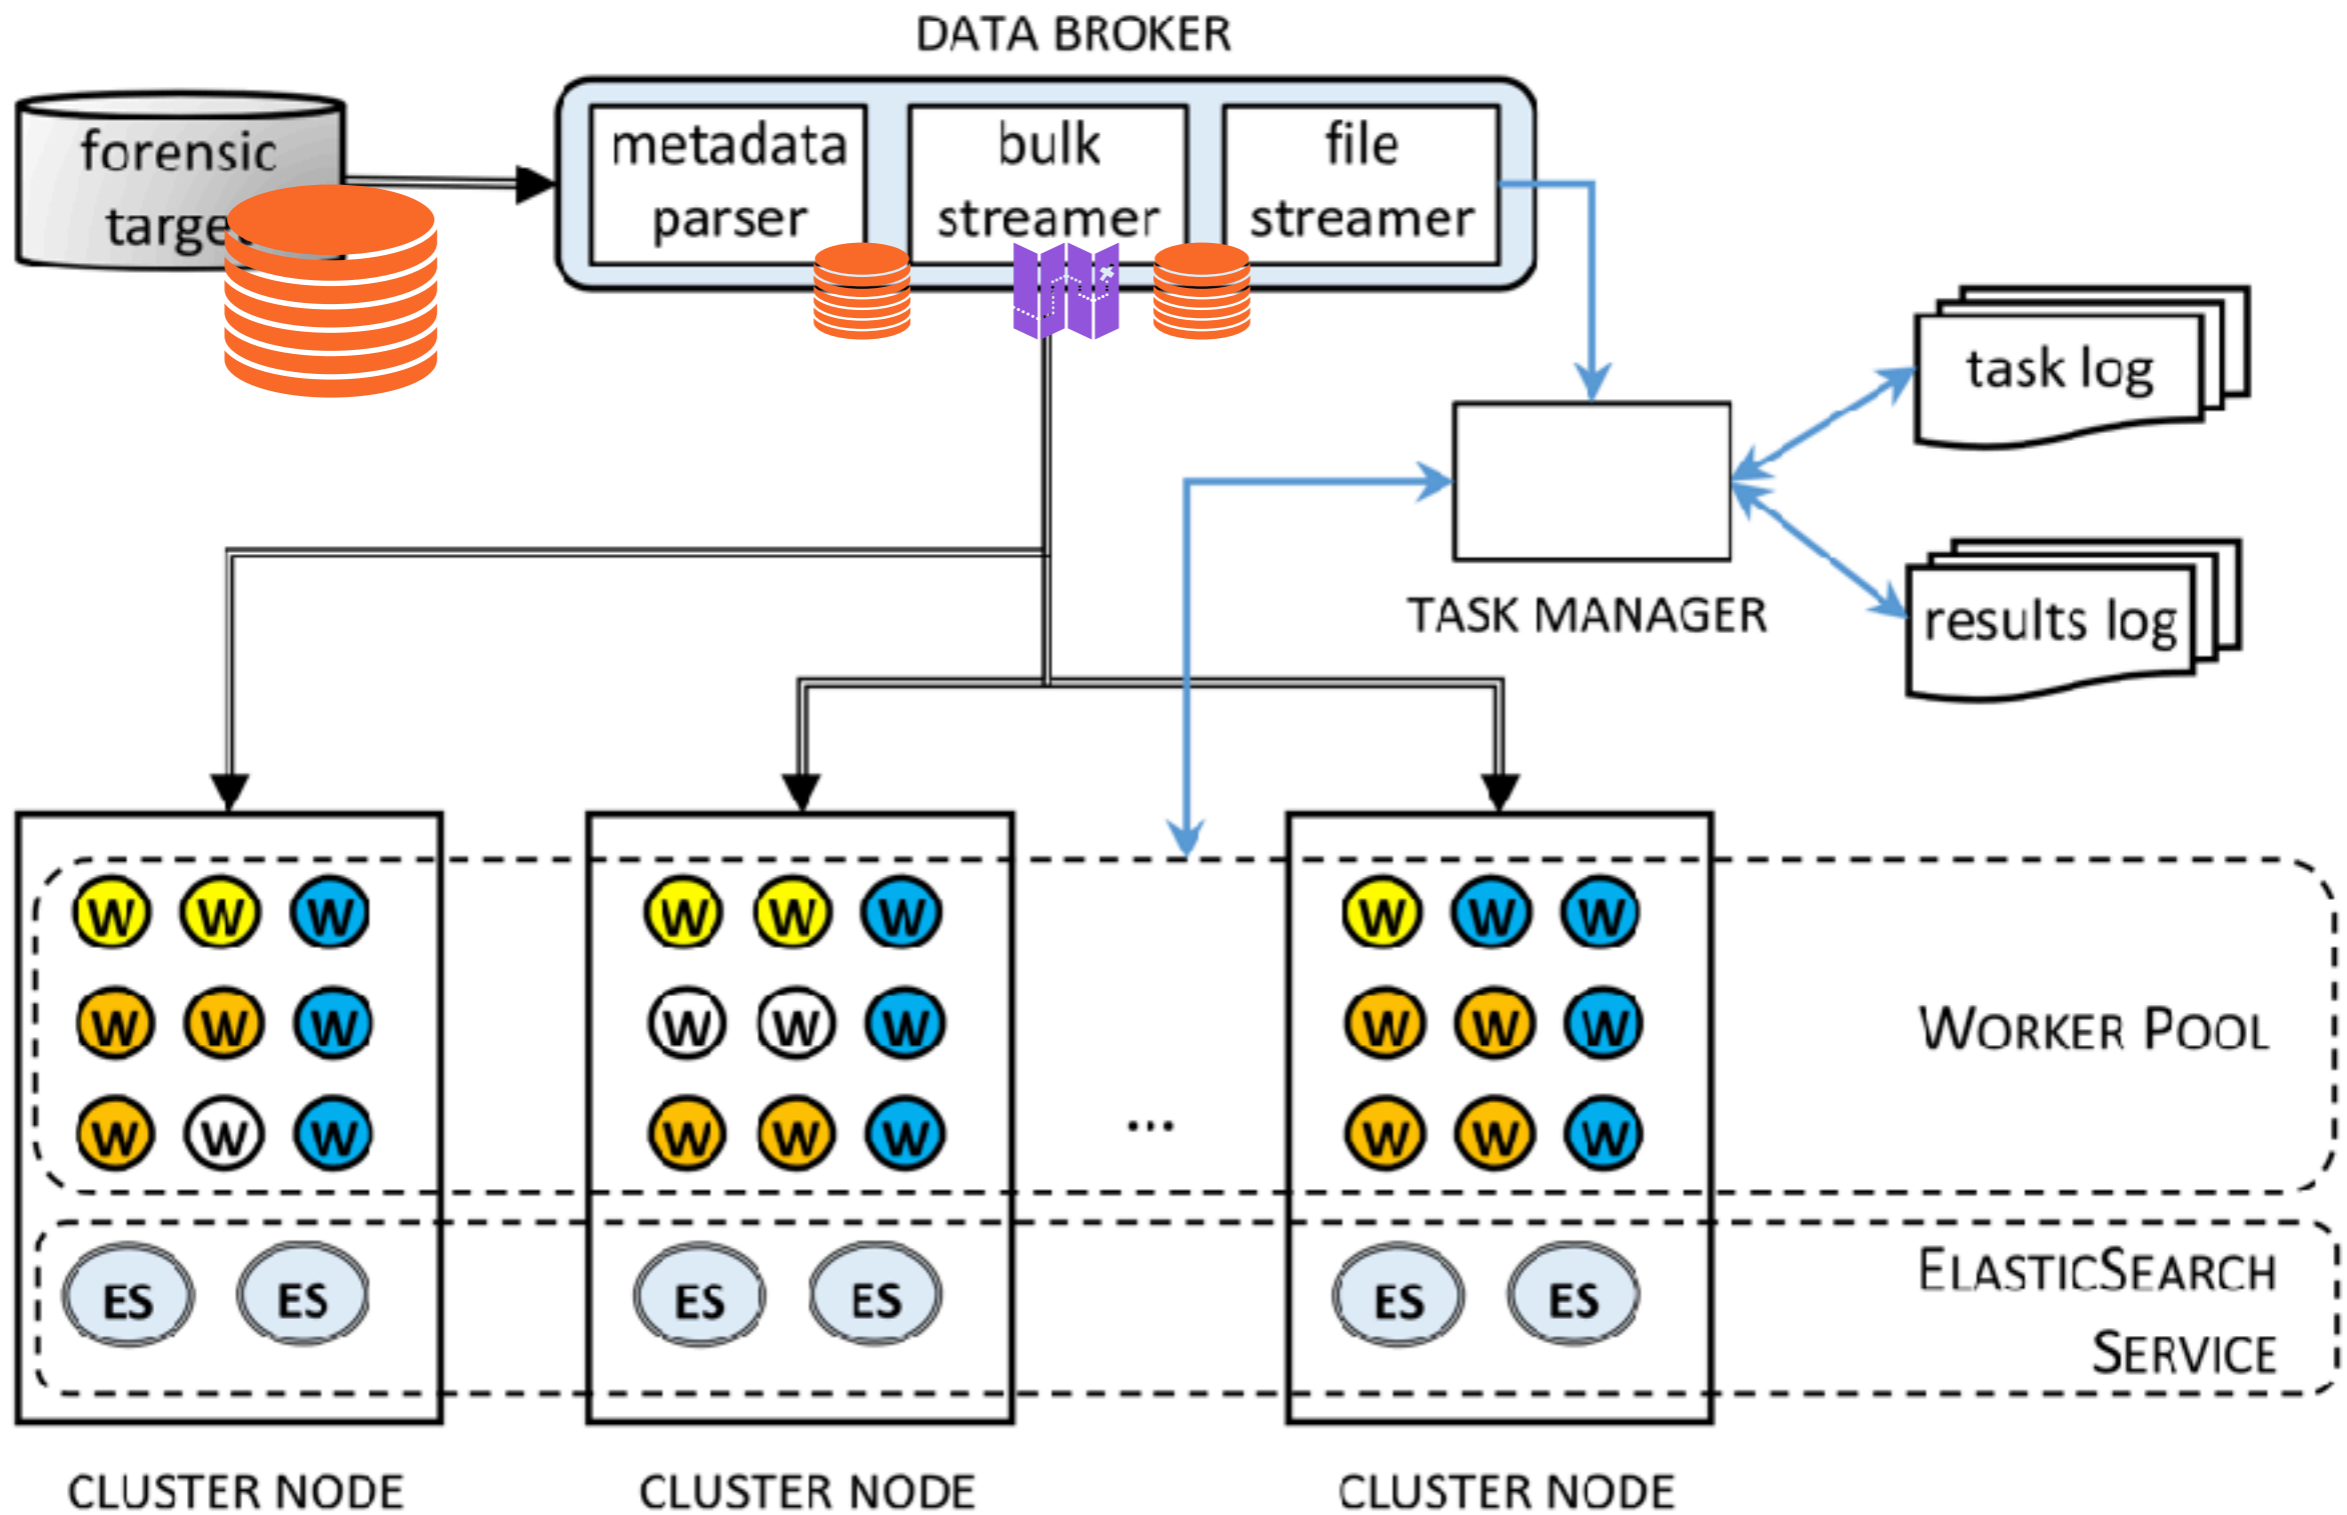 DATA BROKER
forensic
metadata
parser
bulk
streamer
file
streamer
task log
TASK MANAGER
results log
W W W
W W W
W W W
W W W
W W W
W W W
...
W W W
W W W
W W W
WORKER POOL
ES ES
ES ES
ES ES
ELASTICSEARCH
SERVICE
CLUSTER NODE
CLUSTER NODE
CLUSTER NODE